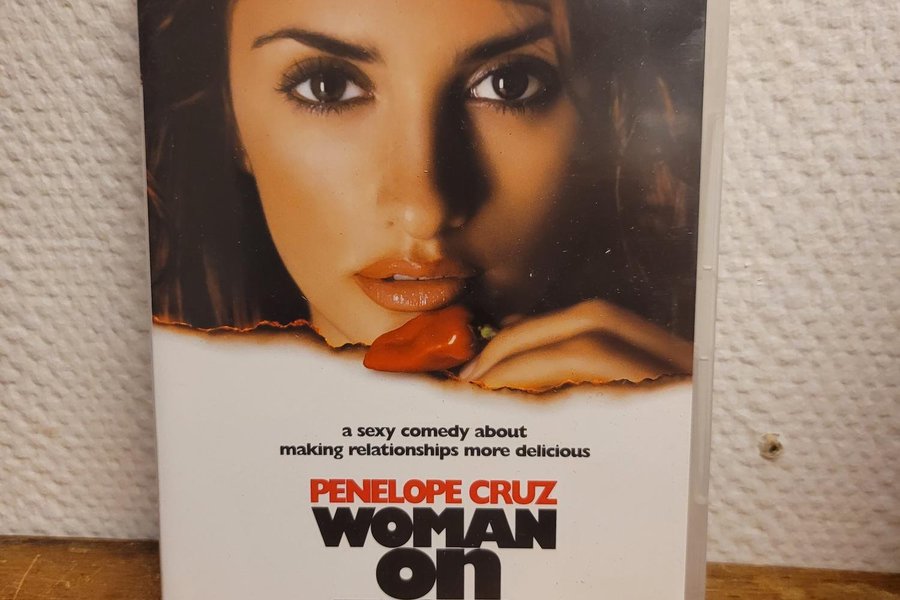 a sexy comedy about
making relationships more delicious
PENELOPE CRUZ
WOMAN
on